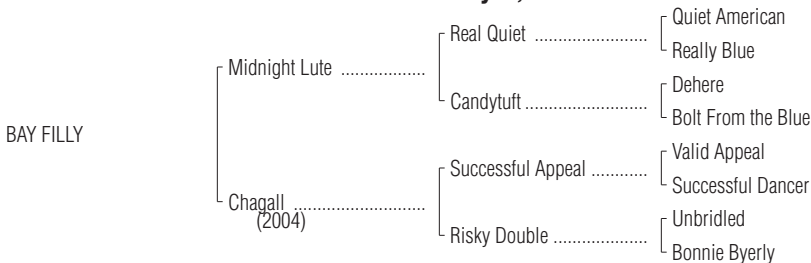 Quiet American
Real Quiet ..................
Really Blue
Midnight Lute ..................
Dehere
Candytuft ..........................
Bolt From the Blue
BAY FILLY
Valid Appeal
Successful Appeal ............
Successful Dancer
Chagall ............................
(2004)
Unbridled
Risky Double ....................
Bonnie Byerly